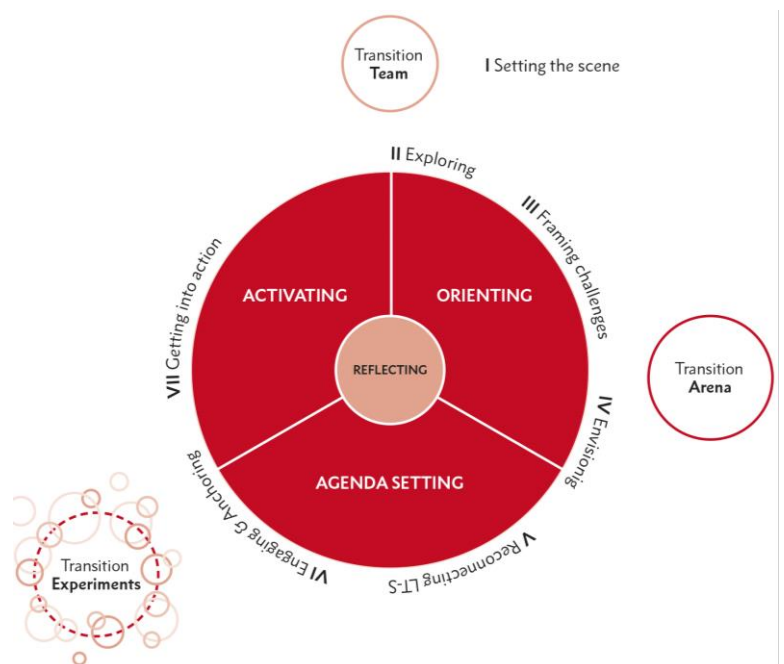 Transition
Team
I Setting the scene
II Exploring
III Framing challenges
ACTIVATING
ORIENTING
VII Getting into action
REFLECTING
Transition
Arena
IV Envisionig
AGENDA SETTING
VI Engaging & Anchoring
V Reconnecting LT-S
Transition
Experiments